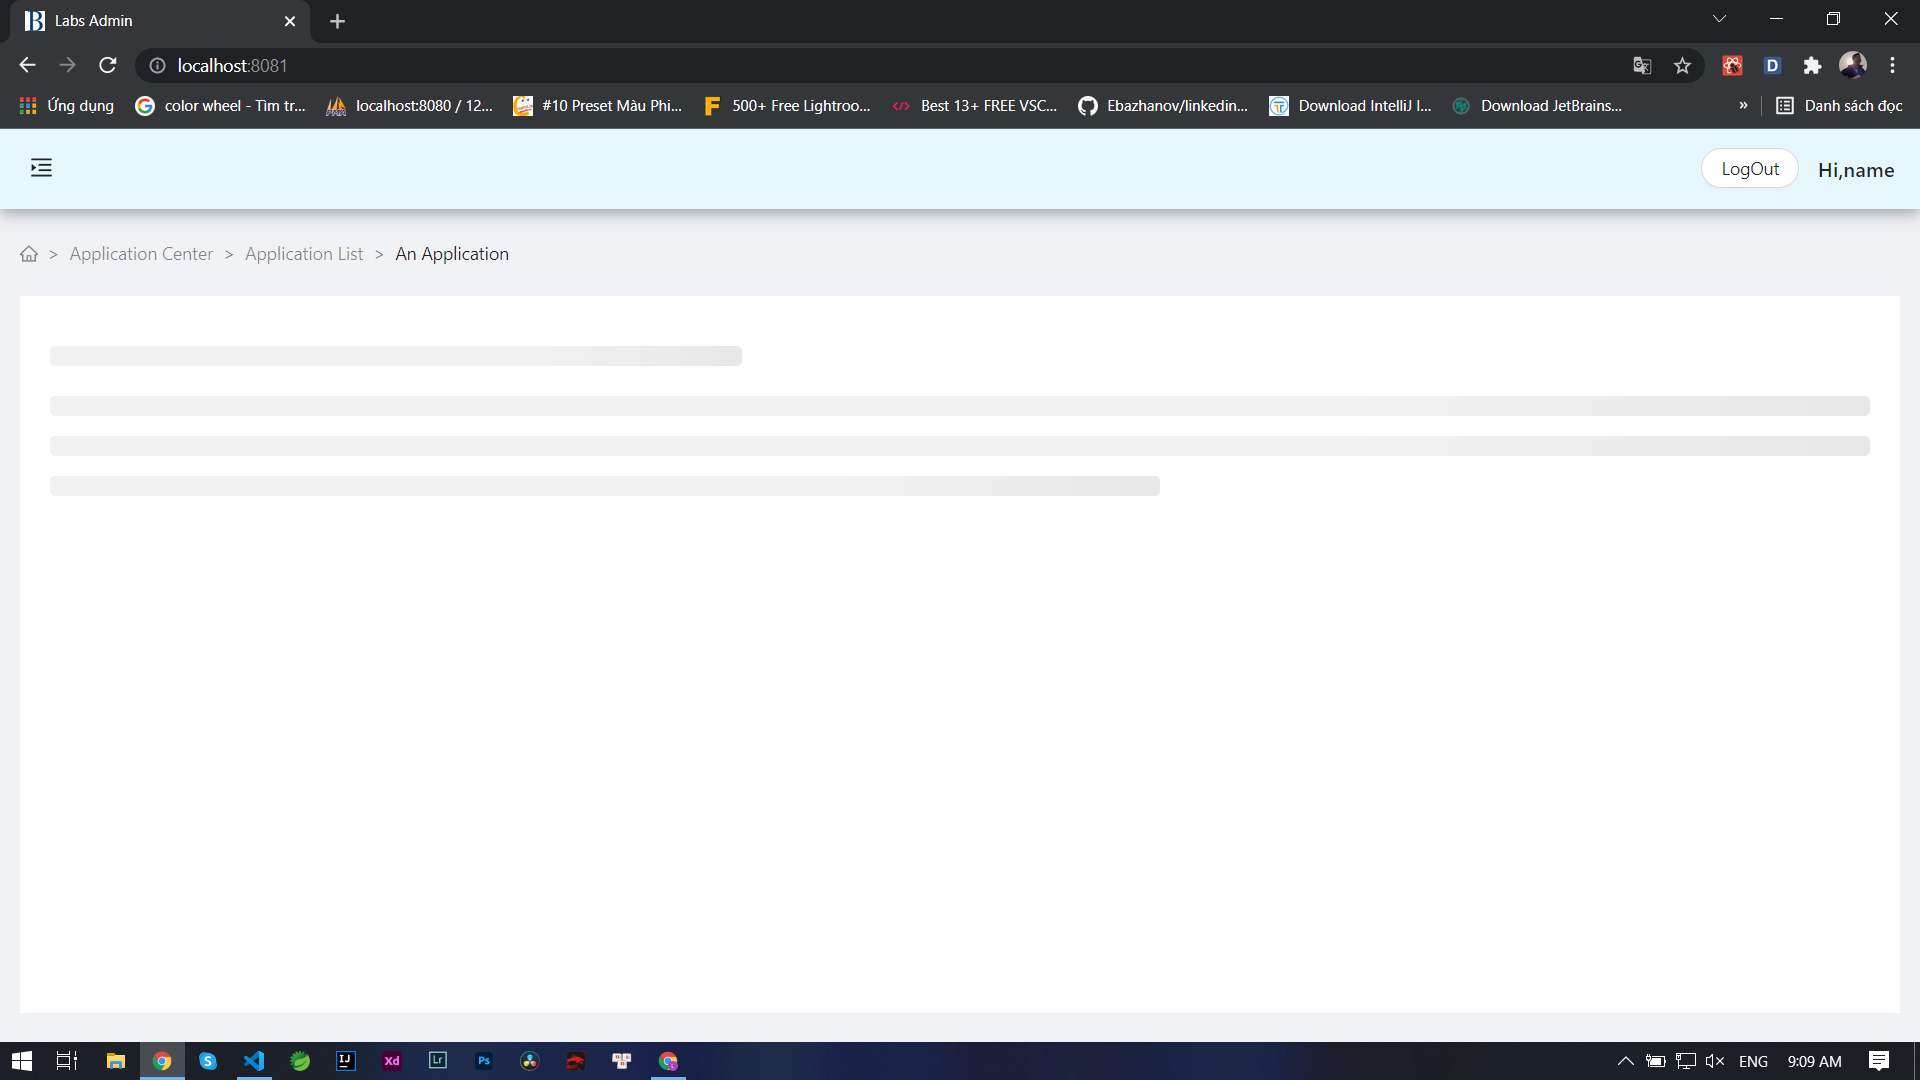 Labs Admin
localhost:8081
Ứng dụng
color wheel - Tìm tr...
localhost:8080 / 12...
#10 Preset Màu Phi...
500+ Free Lightroo...
Best 13+ FREE VSC...
Ebazhanov/linkedin...
Download IntelliJ I...
Download JetBrains...
»
Danh sách đọc
LogOut
Hi,name
> Application Center > Application List > An Application
ENG
9:09 AM